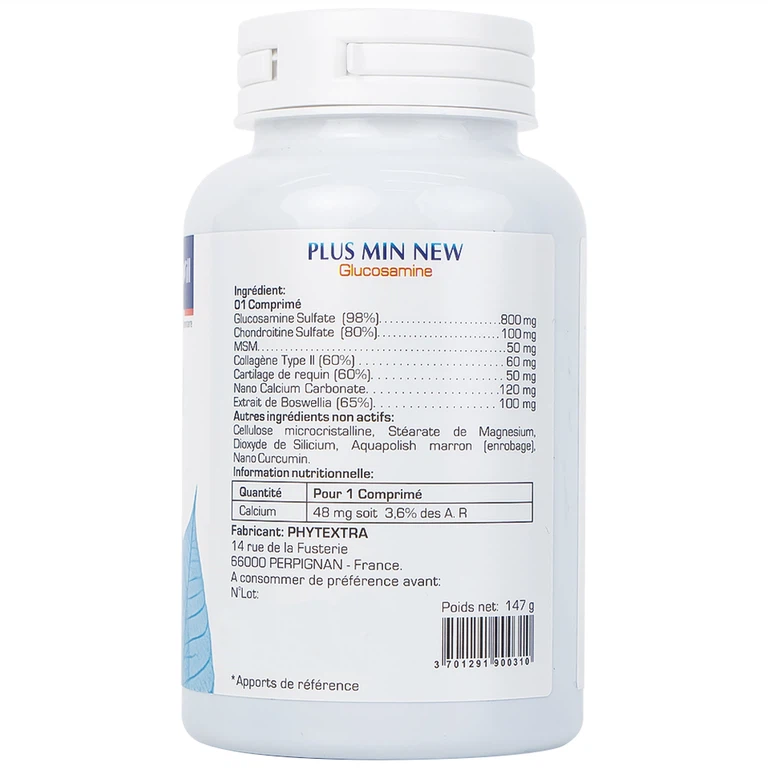 PLUS MIN NEW
Glucosamine
Ingrédient:
01 Comprimé
Glucosamine Sulfate (98%)......................800 mg
Chondroitine Sulfate (80%)......................100 mg
MSM..................................................50 mg
Collagène Type II (60%)..........................60 mg
Cartilage de requin (60%)........................50 mg
Nano Calcium Carbonate.........................120 mg
Extrait de Boswellia (65%)......................100 mg
Autres ingrédients non actifs:
Cellulose microcristalline, Stéarate de Magnesium,
Dioxyde de Silicium, Aquapolish marron (enrobage),
Nano Curcumin.
Information nutritionnelle:
Quantité Pour 1 Comprimé
Calcium 48 mg soit 3,6% des A. R
Fabricant: PHYTEXTRA
14 rue de la Fusterie
66000 PERPIGNAN - France.
A consommer de préférence avant:
N°Lot:
Poids net: 147 g
3 701291 900310
*Apports de référence